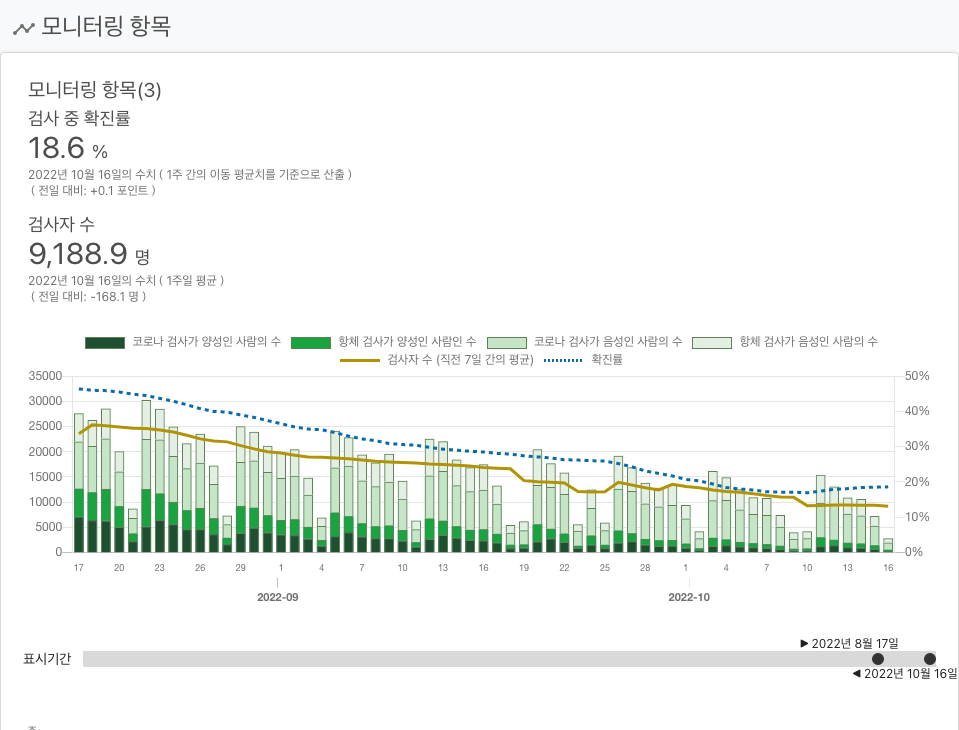 모니터링 항목
모니터링 항목(3)
검사 중 확진률
18.6 %
2022년 10월 16일의 수치 ( 1주 간의 이동 평균치를 기준으로 산출 )
( 전일 대비: +0.1 포인트 )
검사자 수
9,188.9 명
2022년 10월 16일의 수치 ( 1주일 평균 )
( 전일 대비: -168.1 명 )
코로나 검사가 양성인 사람의 수 항체 검사가 양성인 사람인 수 코로나 검사가 음성인 사람의 수 항체 검사가 음성인 사람의 수
검사자 수 (직전 7일 간의 평균) 확진률
35000 50%
30000 40%
25000
20000 30%
15000 20%
10000
5000 10%
0 0%
17 20 23 26 29 1 4 7 10 13 16 19 22 25 28 1 4 7 10 13 16
2022-09 2022-10
▶ 2022년 8월 17일
표시기간
◀ 2022년 10월 16일